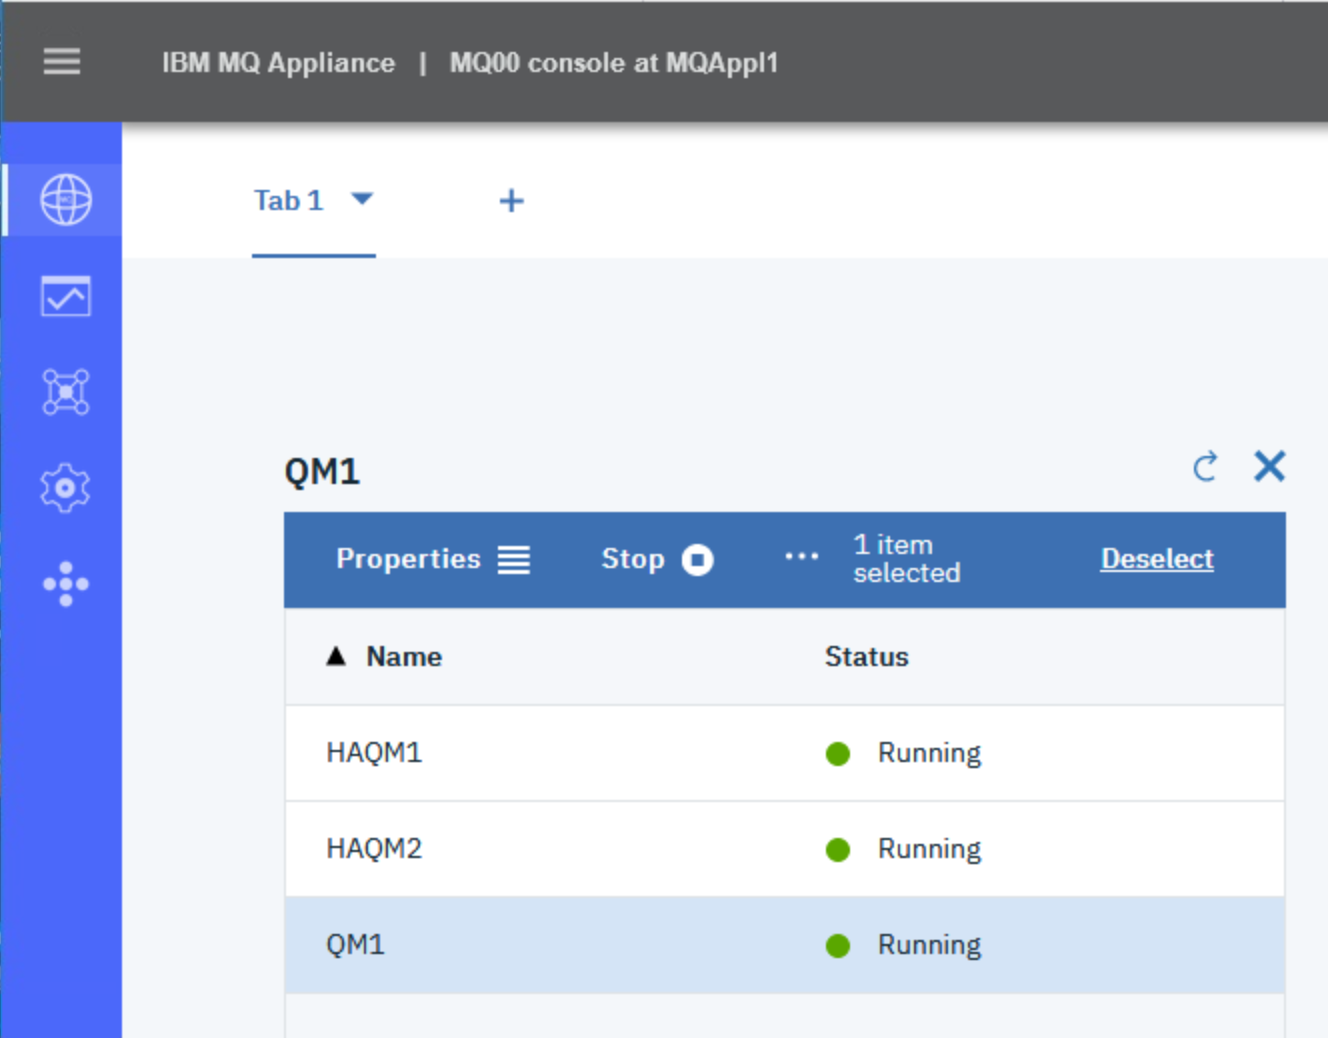 IBM MQ Appliance | MQ00 console at MQAppl1
Tab 1
QM1
Properties Stop ... 1 item selected Deselect
Name Status
HAQM1 Running
HAQM2 Running
QM1 Running